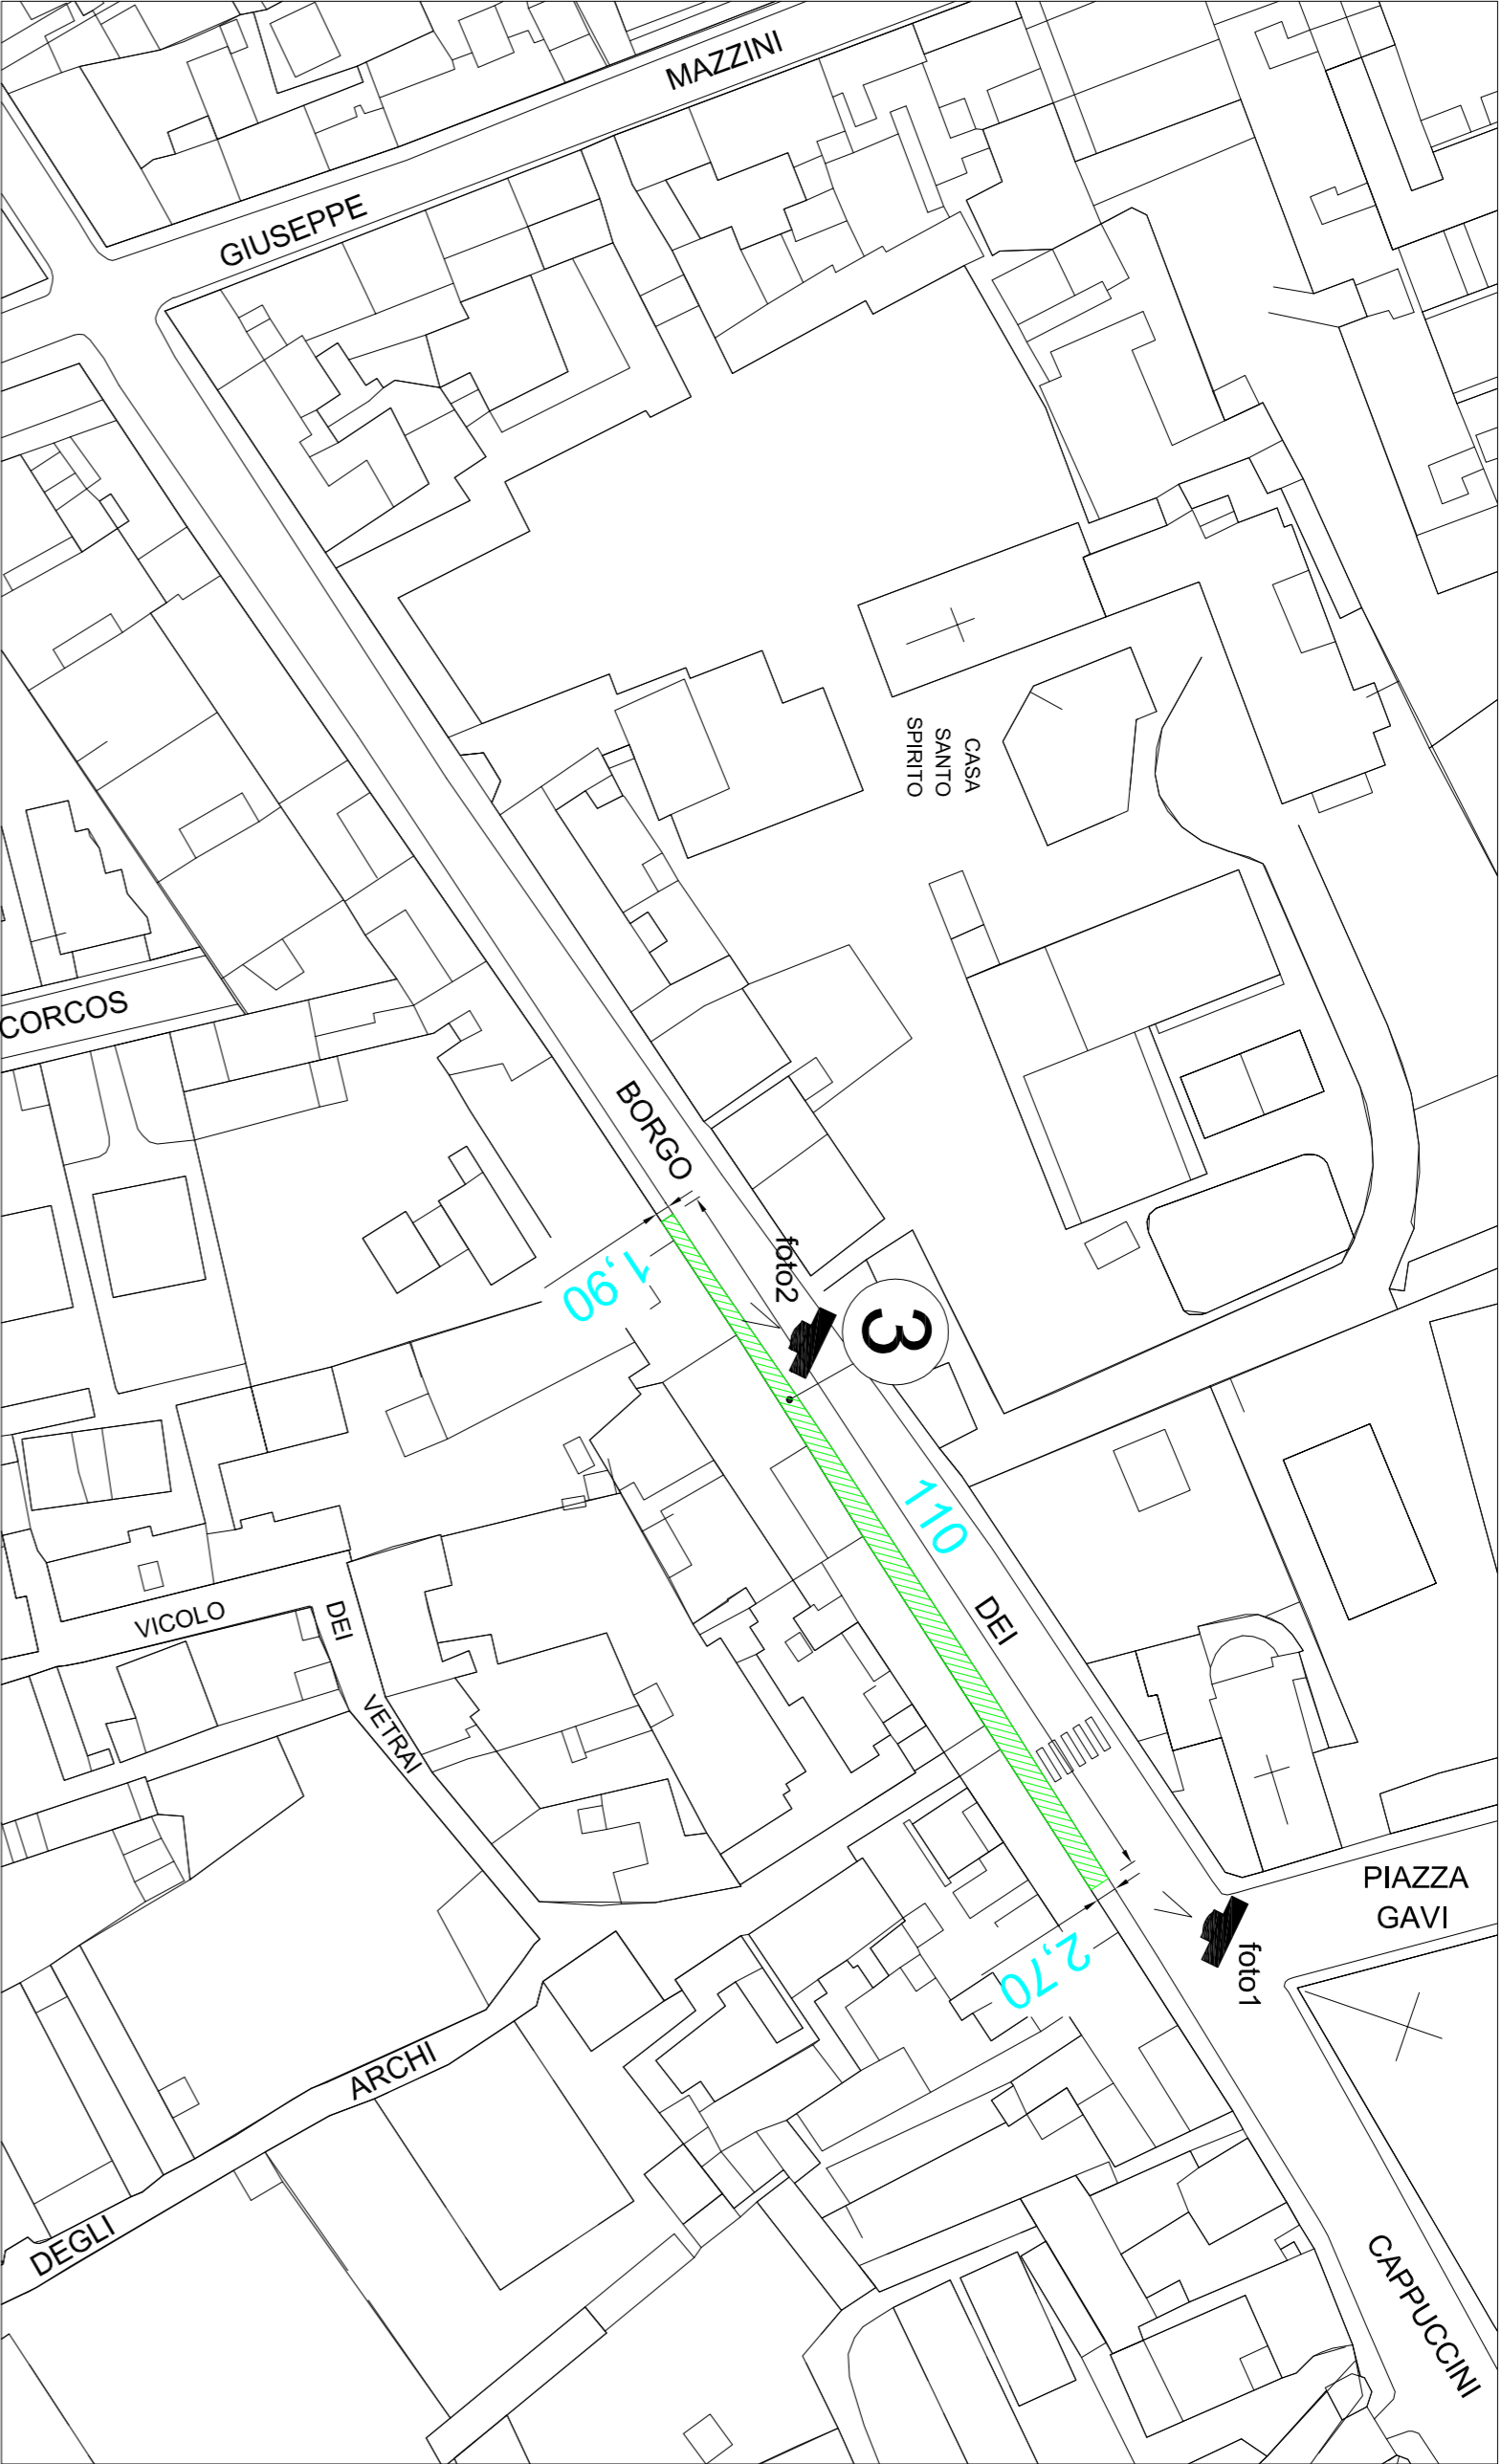 MAZZINI
GIUSEPPE
CASA
SANTO
SPIRITO
CORCOS
BORGO
1,90
foto2
3
110
DEI
VICOLO
DEI
VETRAI
PIAZZA
GAVI
foto1
2,70
ARCHI
DEGLI
CAPPUCCINI